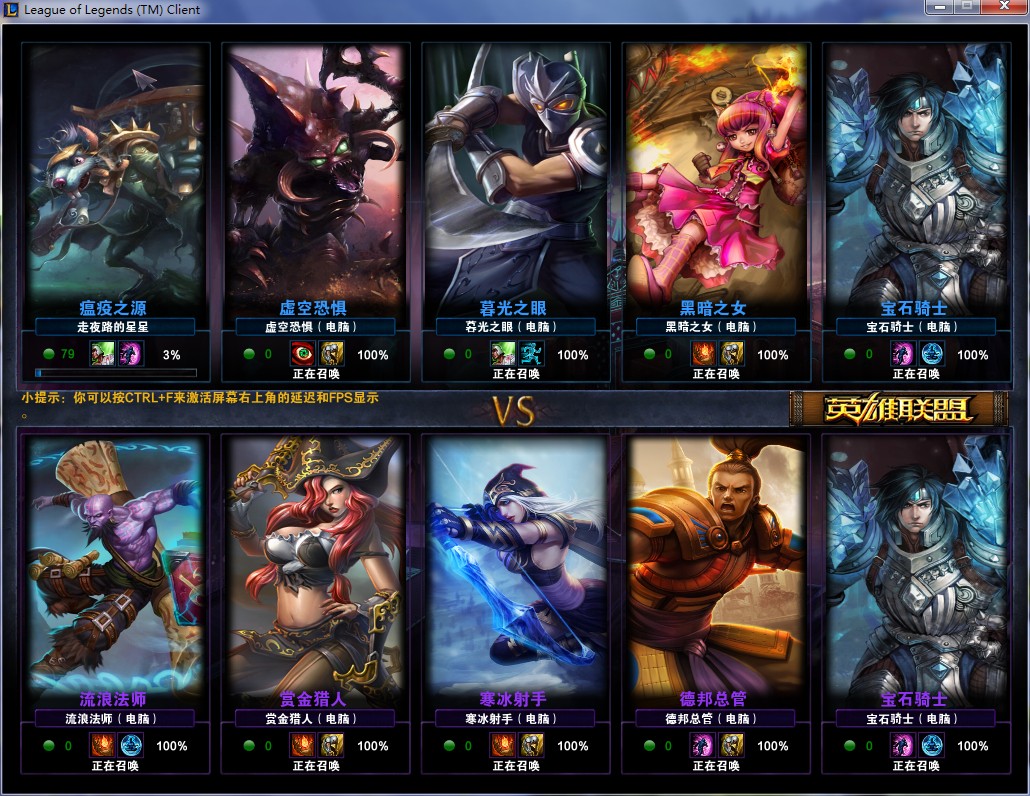 League of Legends (TM) Client
瘟疫之源
走夜路的星星
79
3%
虚空恐惧
虚空恐惧（电脑）
0
100%
正在召唤
暮光之眼
暮光之眼（电脑）
0
100%
正在召唤
黑暗之女
黑暗之女（电脑）
0
100%
正在召唤
宝石骑士
宝石骑士（电脑）
0
100%
正在召唤
小提示：你可以按CTRL+F来激活屏幕右上角的延迟和FPS显示
。
VS
英雄联盟
流浪法师
流浪法师（电脑）
0
100%
正在召唤
赏金猎人
赏金猎人（电脑）
0
100%
正在召唤
寒冰射手
寒冰射手（电脑）
0
100%
正在召唤
德邦总管
德邦总管（电脑）
0
100%
正在召唤
宝石骑士
宝石骑士（电脑）
0
100%
正在召唤